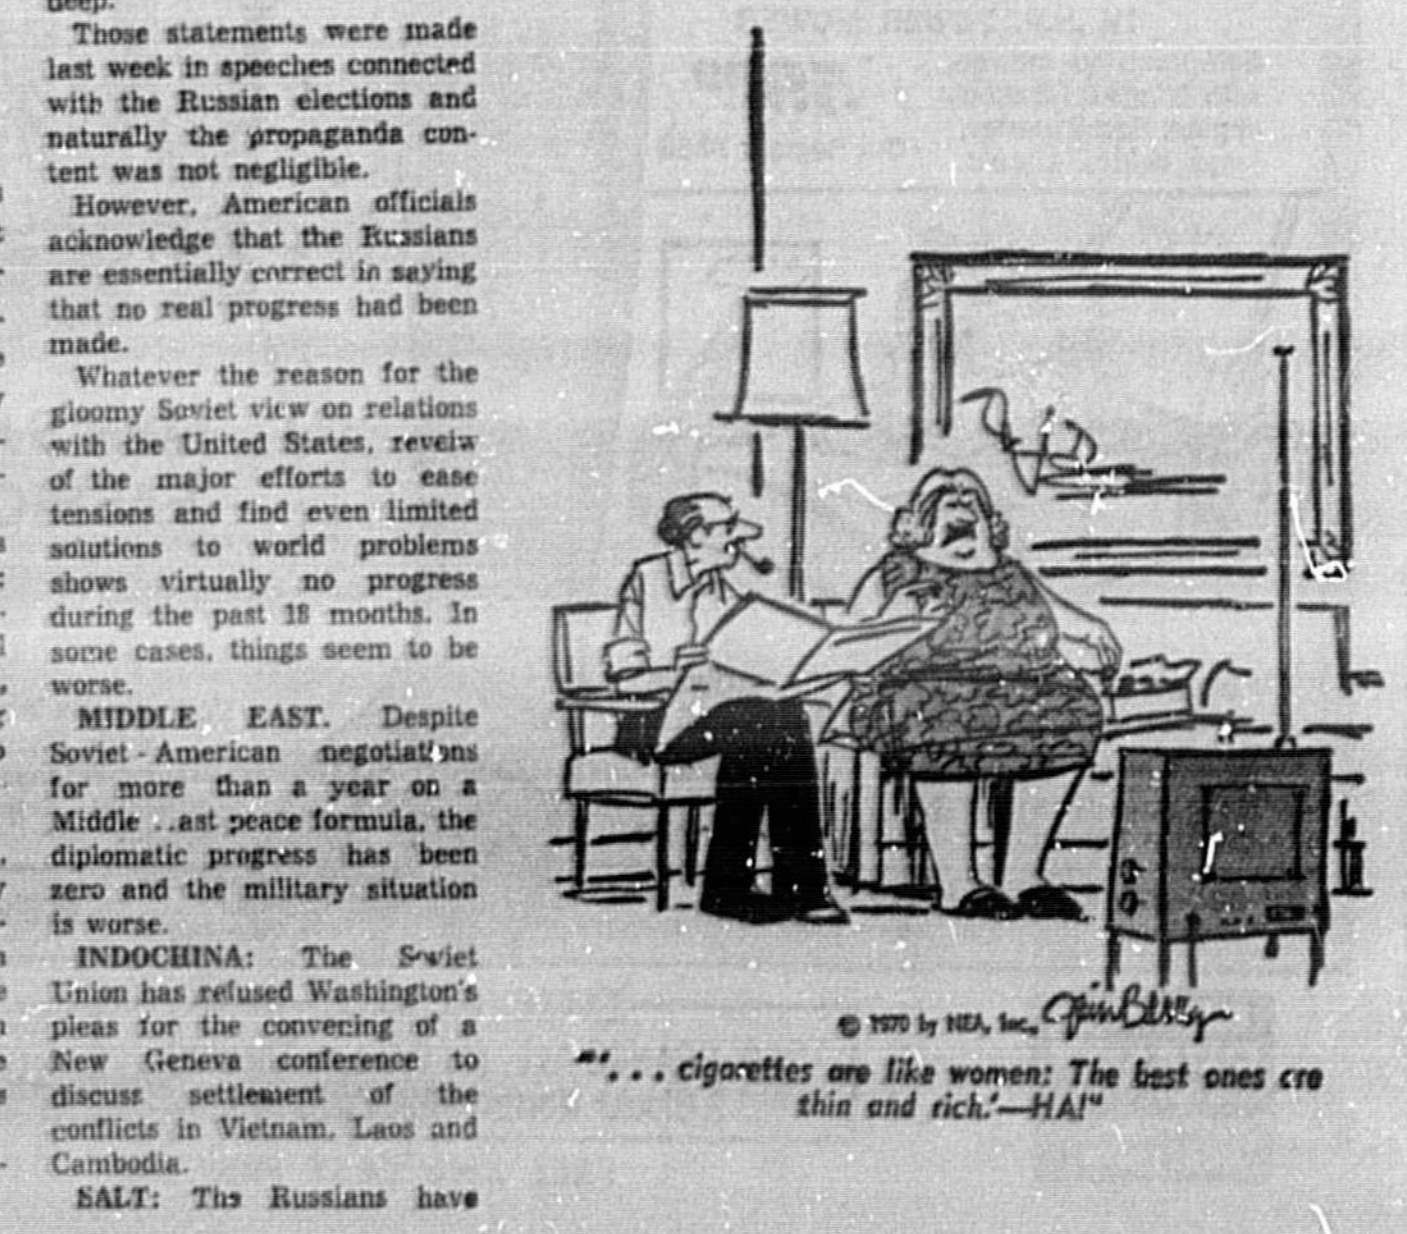 deep.
Those statements were made
last week in speeches connected
with the Russian elections and
naturally the propaganda con-
tent was not negligible.
However, American officials
acknowledge that the Russians
are essentially correct in saying
that no real progress had been
made.
Whatever the reason for the
gloomy Soviet view on relations
with the United States, reveiw
of the major efforts to ease
tensions and find even limited
solutions to world problems
shows virtually no progress
during the past 18 months. In
some cases, things seem to be
worse.
MIDDLE EAST. Despite
Soviet - American negotiations
for more than a year on a
Middle ..ast peace formula, the
diplomatic progress has been
zero and the military situation
is worse.
INDOCHINA: The Soviet
Union has refused Washington's
pleas for the convening of a
New Geneva conference to
discuss settlement of the
conflicts in Vietnam, Laos and
Cambodia.
SALT: The Russians have
© 1970 by NEA, Inc.,
"'. . . cigarettes are like women: The best ones are
thin and rich.'—HA!"